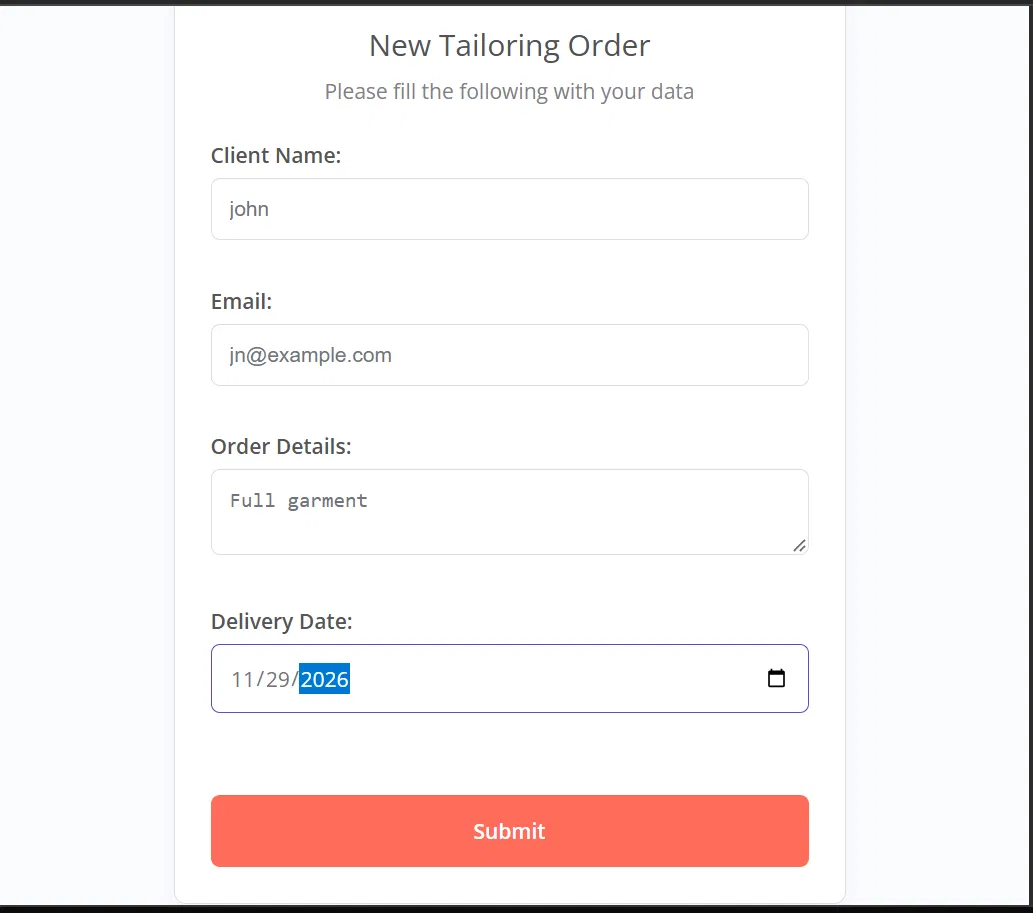 New Tailoring Order
Please fill the following with your data
Client Name:
john
Email:
jn@example.com
Order Details:
Full garment
Delivery Date:
11/29/2026
Submit